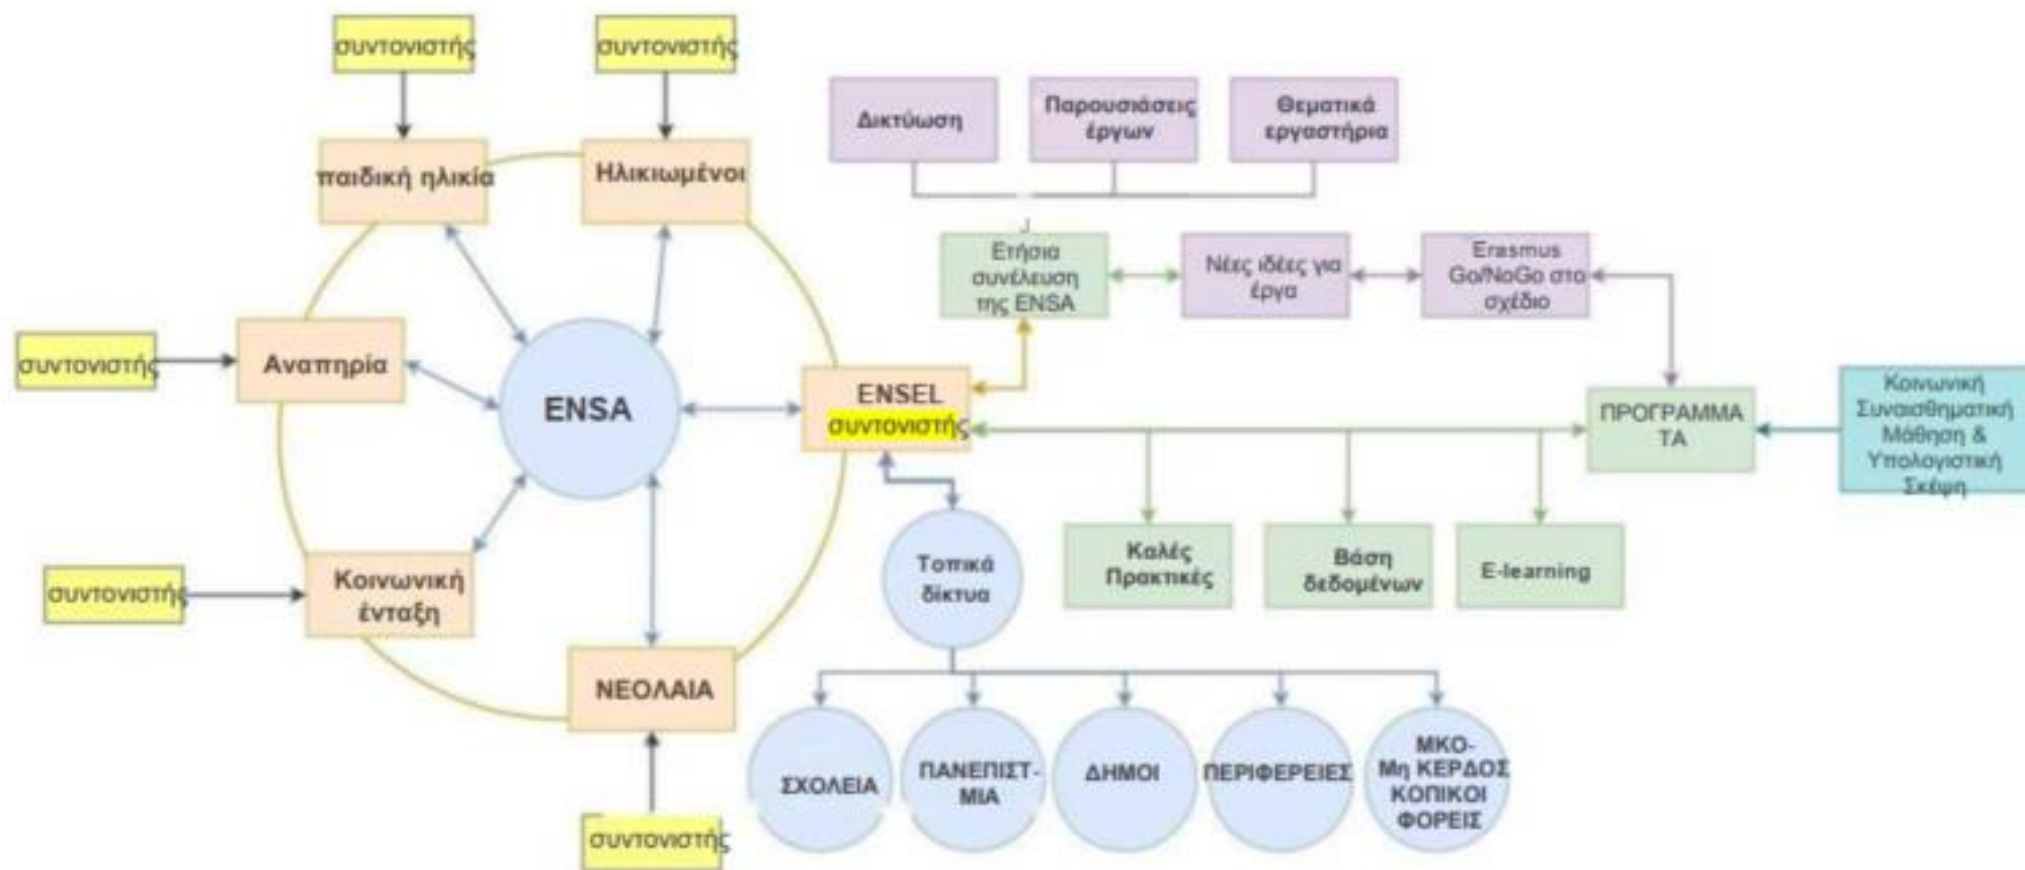 συντονιστής
συντονιστής
παιδική ηλικία
Ηλικιωμένοι
Δικτύωση
Παρουσιάσεις
έργων
Θεματικά
εργαστήρια
Ετήσια
συνέλευση
της ENSA
Νέες ιδέες για
έργα
Erasmus
Go/NoGo στο
σχέδιο
συντονιστής
Αναπηρία
ENSA
ENSEL
συντονιστής
ΠΡΟΓΡΑΜΜΑ
ΤΑ
Κοινωνική
Συναισθηματική
Μάθηση &
Υπολογιστική
Σκέψη
συντονιστής
Κοινωνική
ένταξη
Τοπικά
δίκτυα
Καλές
Πρακτικές
Βάση
δεδομένων
E-learning
ΝΕΟΛΑΙΑ
συντονιστής
ΣΧΟΛΕΙΑ
ΠΑΝΕΠΙΣΤ-
ΜΙΑ
ΔΗΜΟΙ
ΠΕΡΙΦΕΡΕΙΕΣ
ΜΚΟ-
Μη ΚΕΡΔΟΣ
ΚΟΠΙΚΟΙ
ΦΟΡΕΙΣ